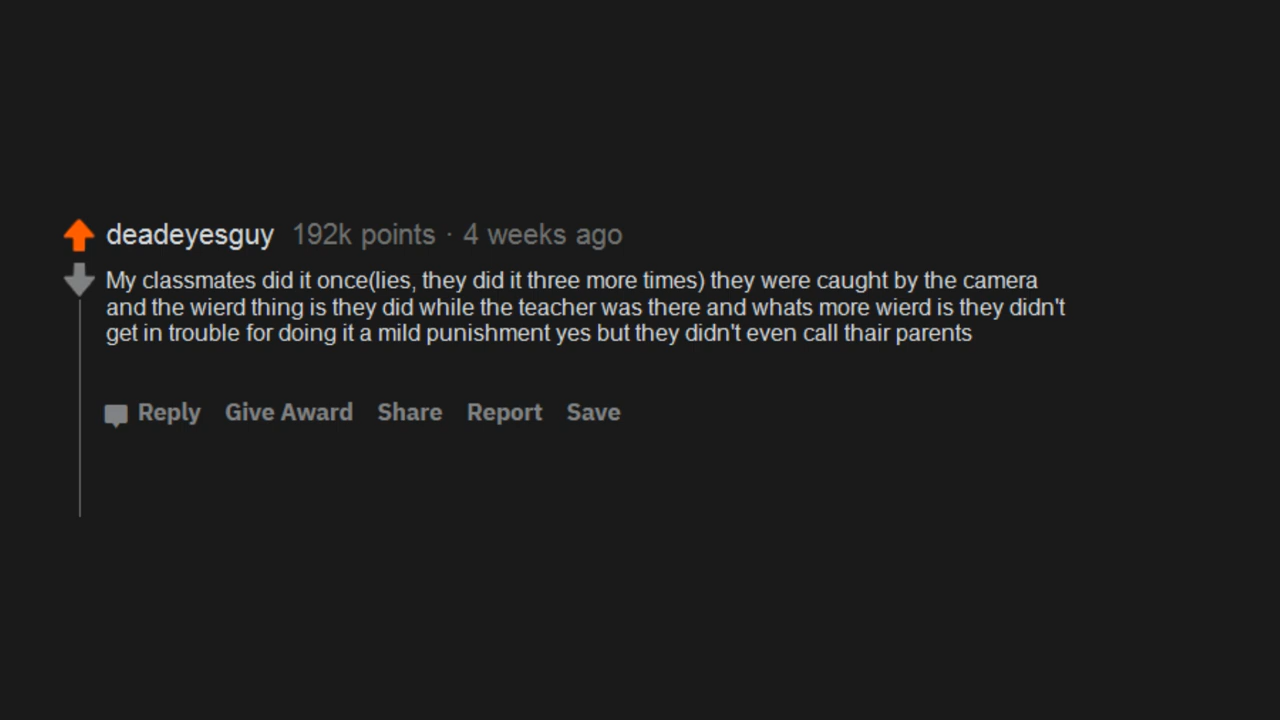 deadeyesguy 192k points · 4 weeks ago
My classmates did it once(lies, they did it three more times) they were caught by the camera
and the wierd thing is they did while the teacher was there and whats more wierd is they didn't
get in trouble for doing it a mild punishment yes but they didn't even call thair parents
Reply Give Award Share Report Save